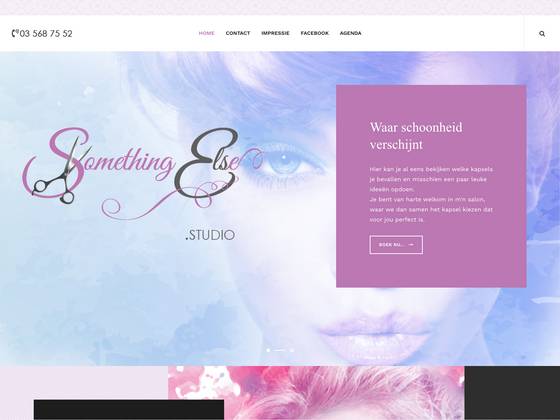 03 568 75 52
HOME CONTACT IMPRESSIE FACEBOOK AGENDA
Something Else
.STUDIO
Waar schoonheid
verschijnt
Hier kan je al eens bekijken welke kapsels
je bevallen en misschien een paar leuke
ideeën opdoen.
Je bent van harte welkom in m'n salon,
waar we dan samen het kapsel kiezen dat
voor jou perfect is.
BOEK NU...